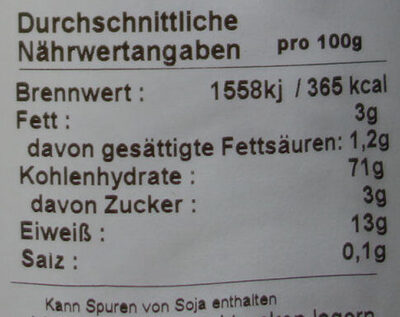 Durchschnittliche
Nährwertangaben pro 100g
Brennwert : 1558kj / 365 kcal
Fett : 3g
davon gesättigte Fettsäuren: 1,2g
Kohlenhydrate : 71g
davon Zucker : 3g
Eiweiß : 13g
Salz : 0,1g
Kann Spuren von Soja enthalten
lagern